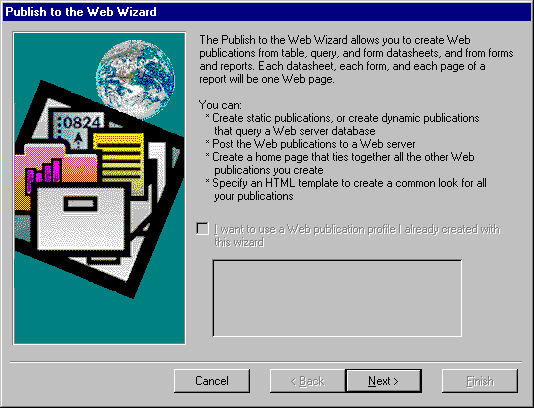 Publish to the Web Wizard
The Publish to the Web Wizard allows you to create Web
publications from table, query, and form datasheets, and from forms
and reports. Each datasheet, each form, and each page of a
report will be one Web page.
You can:
* Create static publications, or create dynamic publications
that query a Web server database
* Post the Web publications to a Web server
* Create a home page that ties together all the other Web
publications you create
* Specify an HTML template to create a common look for all
your publications
0824
I want to use a Web publication profile I already created with
this wizard
Cancel
< Back
Next >
Finish